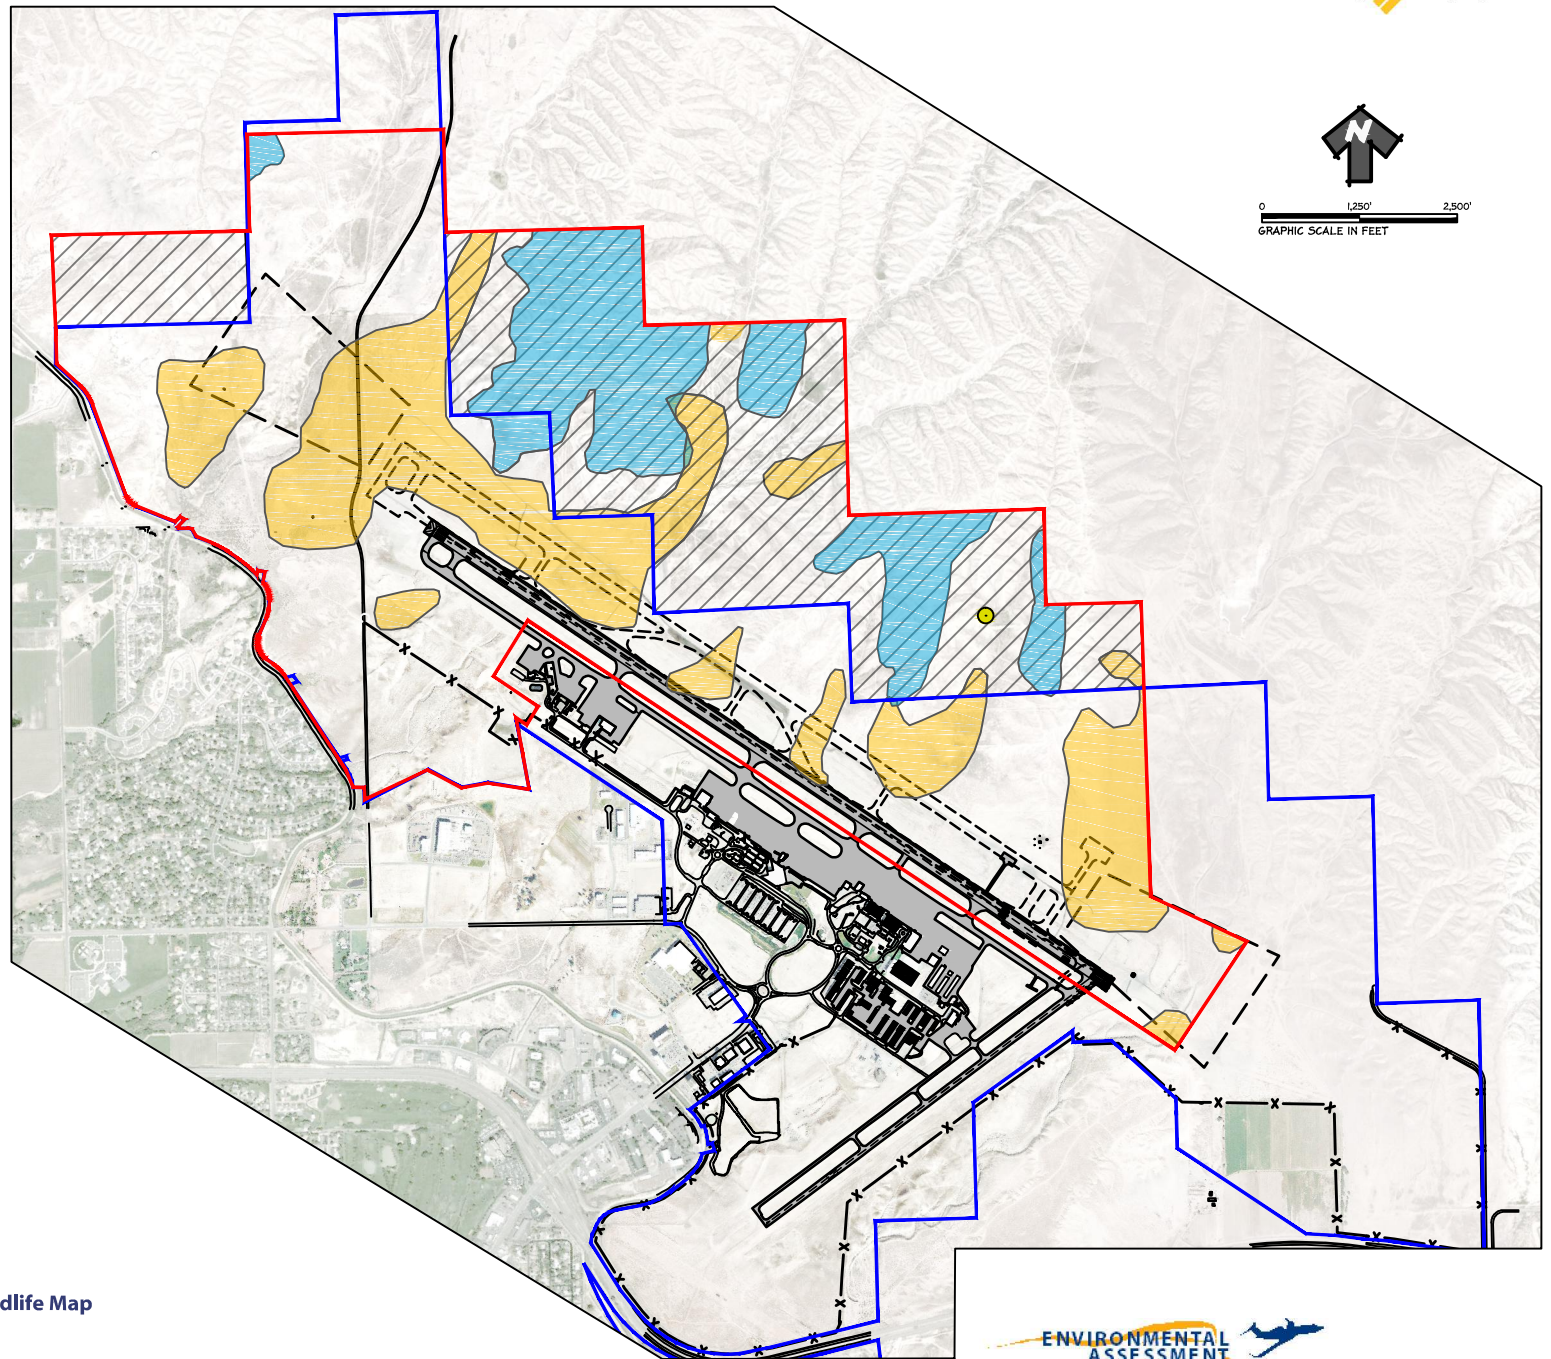 N
0 1,250' 2,500'
GRAPHIC SCALE IN FEET
dlife Map
ENVIRONMENTAL
ASSESSMENT